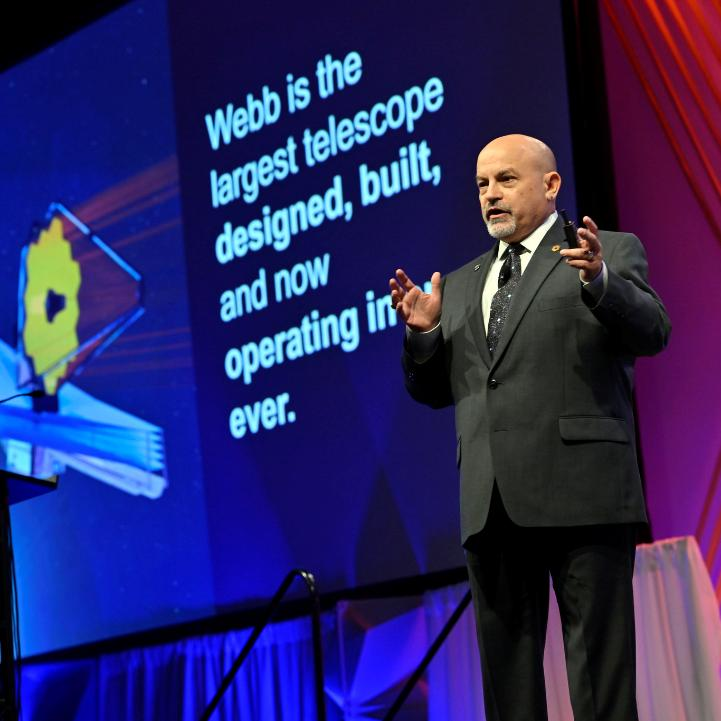 Webb is the
largest telescope
designed, built,
and now
operating in
ever.